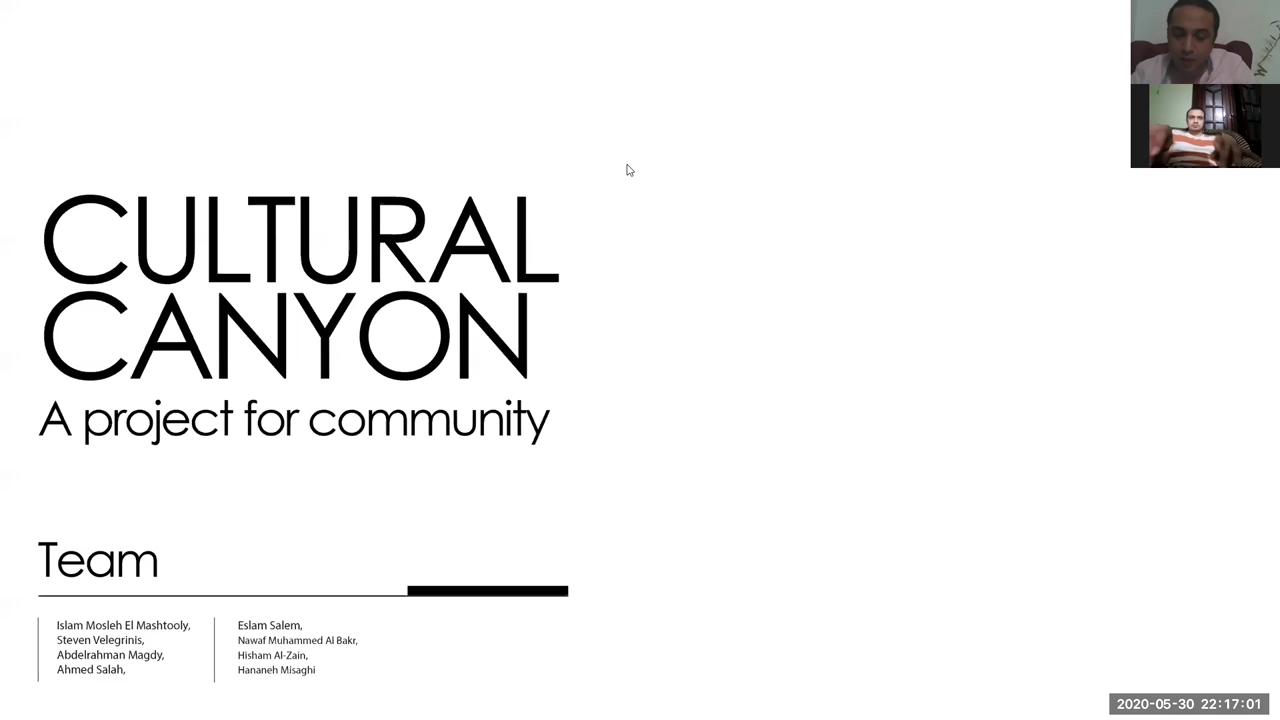 CULTURAL
CANYON
A project for community
Team
Islam Mosleh El Mashtooly,
Steven Velegrinis,
Abdelrahman Magdy,
Ahmed Salah,
Eslam Salem,
Nawaf Muhammed Al Bakr,
Hisham Al-Zain,
Hananeh Misaghi
2020-05-30 22:17:01